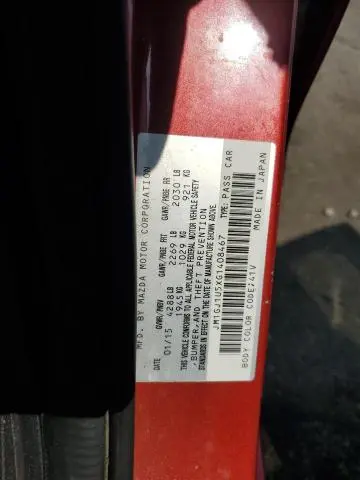 MFD. BY MAZDA MOTOR CORPORATION
DATE GVWR/PNBV GAWR/PNBE FRT GAWR/PNBE RR
01/15 4288 LB 2269 LB 2030 LB
1945 KG 1029 KG 921 KG
THIS VEHICLE CONFORMS TO ALL APPLICABLE FEDERAL MOTOR VEHICLE SAFETY
, BUMPER, AND THEFT PREVENTION
STANDARDS IN EFFECT ON THE DATE OF MANUFACTURE SHOWN ABOVE.
JM1GJ1U5XG1408467 TYPE: PASS CAR
BODY COLOR CODE; 41V MADE IN JAPAN